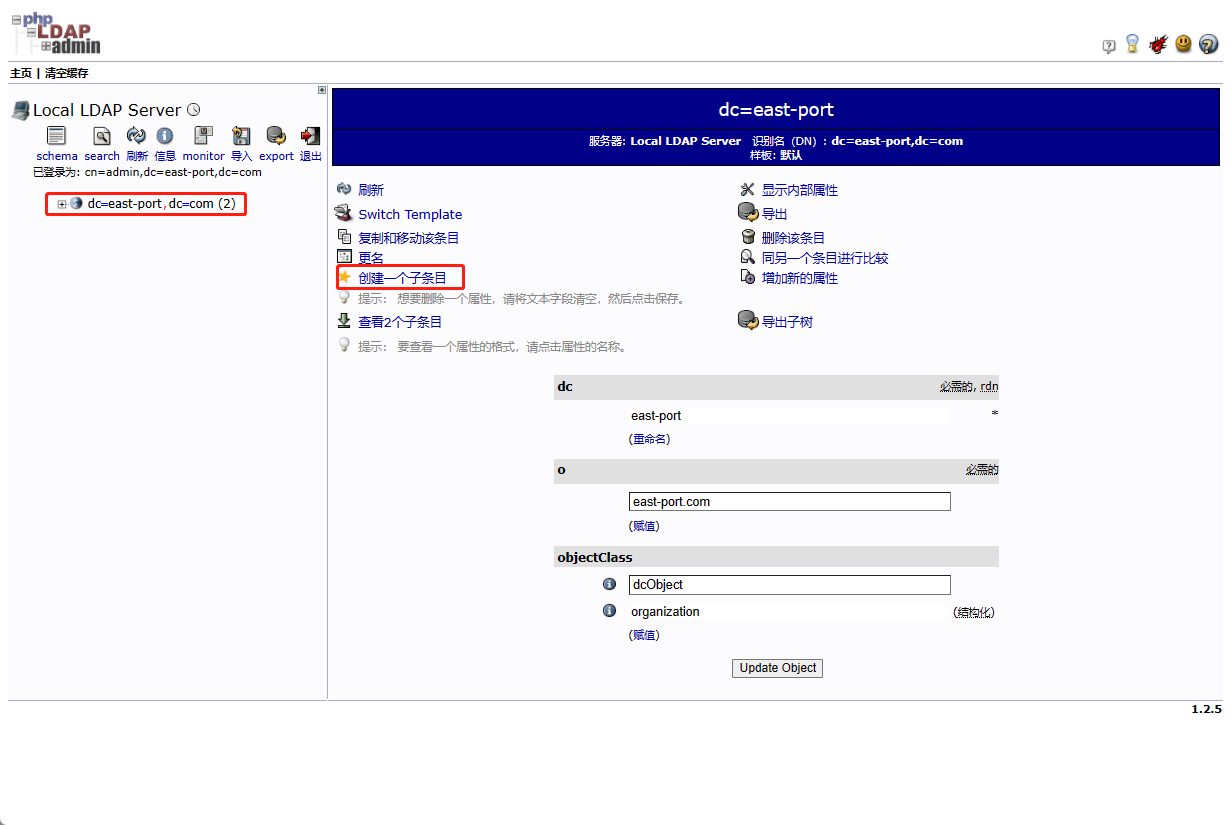 php
LDAP
admin
主页 | 清空缓存
Local LDAP Server
schema search 刷新 信息 monitor 导入 export 退出
已登录为: cn=admin,dc=east-port,dc=com
dc=east-port,dc=com (2)
dc=east-port
服务器: Local LDAP Server 识别名（DN）: dc=east-port,dc=com
样板: 默认
刷新 显示内部属性
Switch Template 导出
复制和移动该条目 删除该条目
更名 同另一个条目进行比较
创建一个子条目 增加新的属性
提示： 想要删除一个属性，请将文本字段清空，然后点击保存。
查看2个子条目 导出子树
提示： 要查看一个属性的格式，请点击属性的名称。
dc 必需的, rdn
east-port *
(重命名)
o 必需的
east-port.com
(赋值)
objectClass
dcObject
organization (结构化)
(赋值)
Update Object
1.2.5